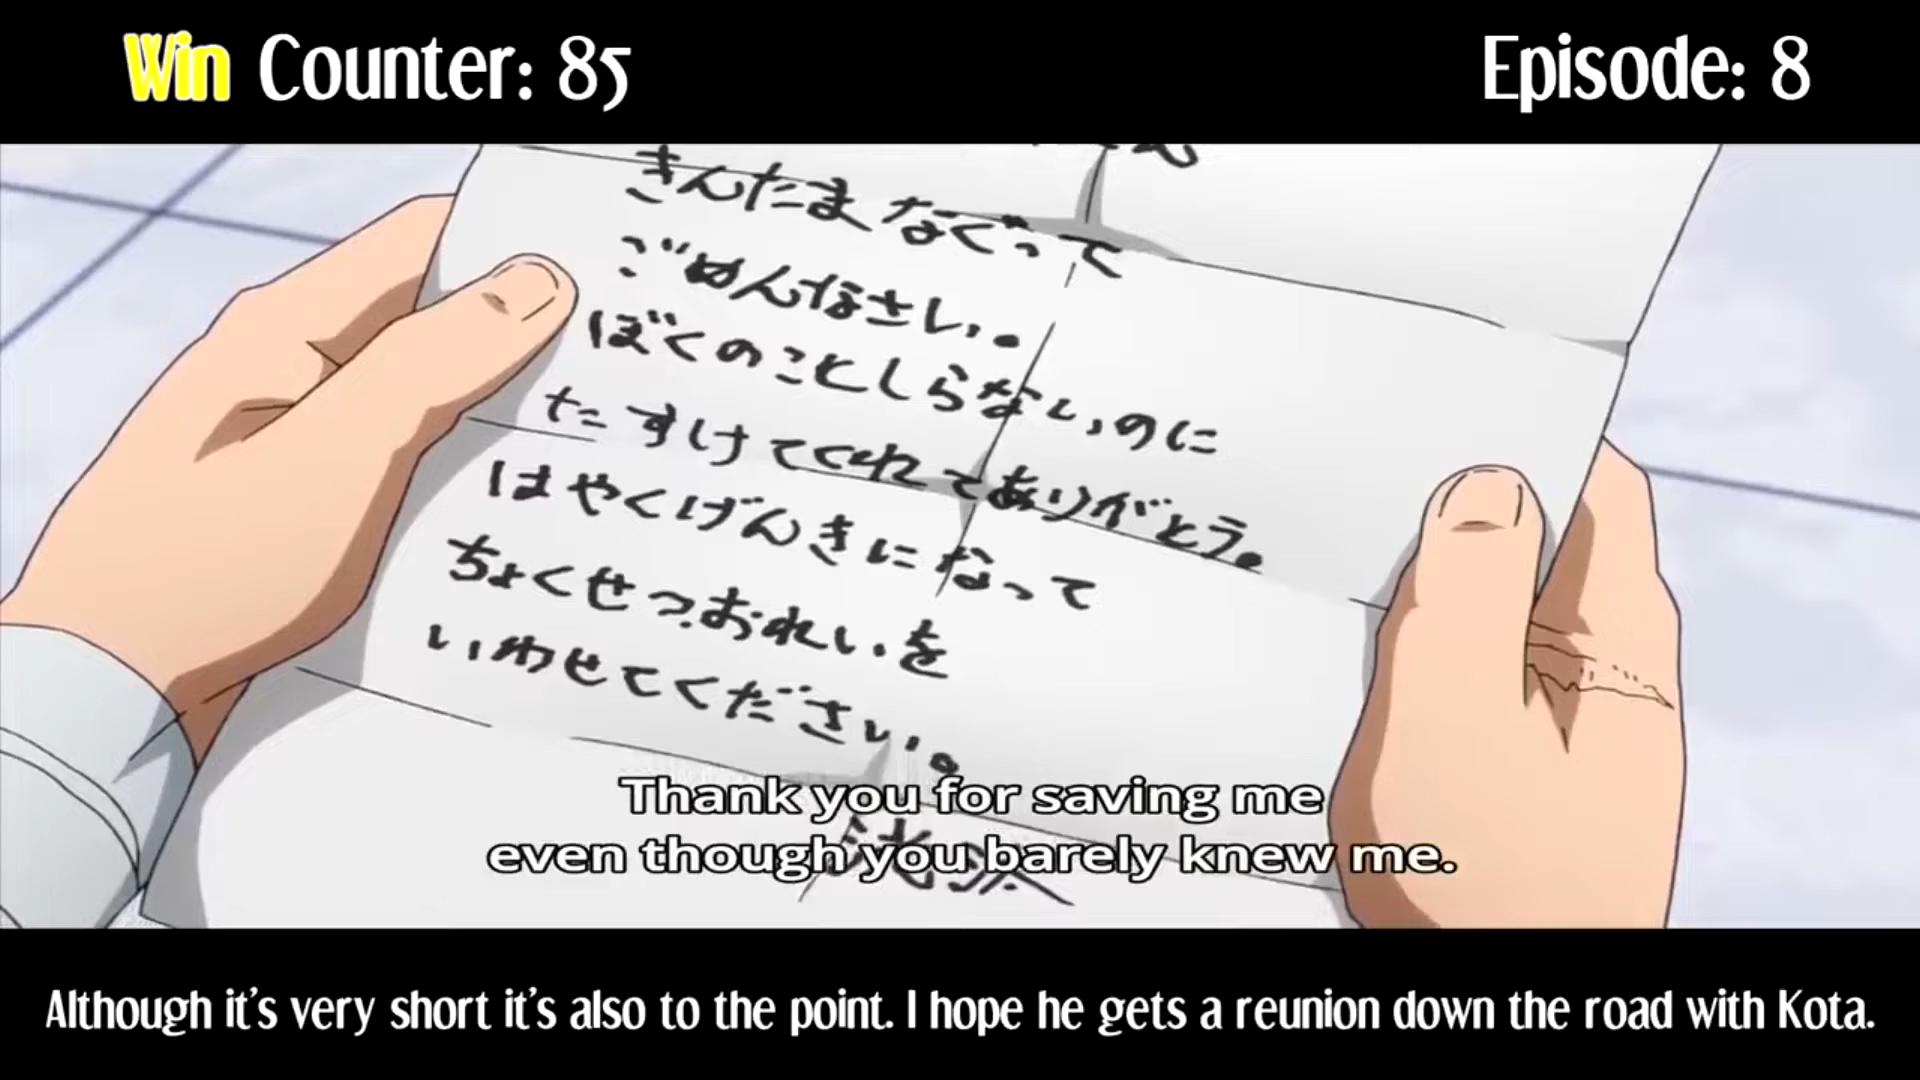 Win Counter: 85
Episode: 8
きんたまなぐって
ごめんなさい。
ぼくのことしらないのに
たすけてくれてありがとう。
はやくげんきになって
ちょくせつおれいを
いわせてください。
洸汰
Thank you for saving me
even though you barely knew me.
Although it's very short it's also to the point. I hope he gets a reunion down the road with Kota.